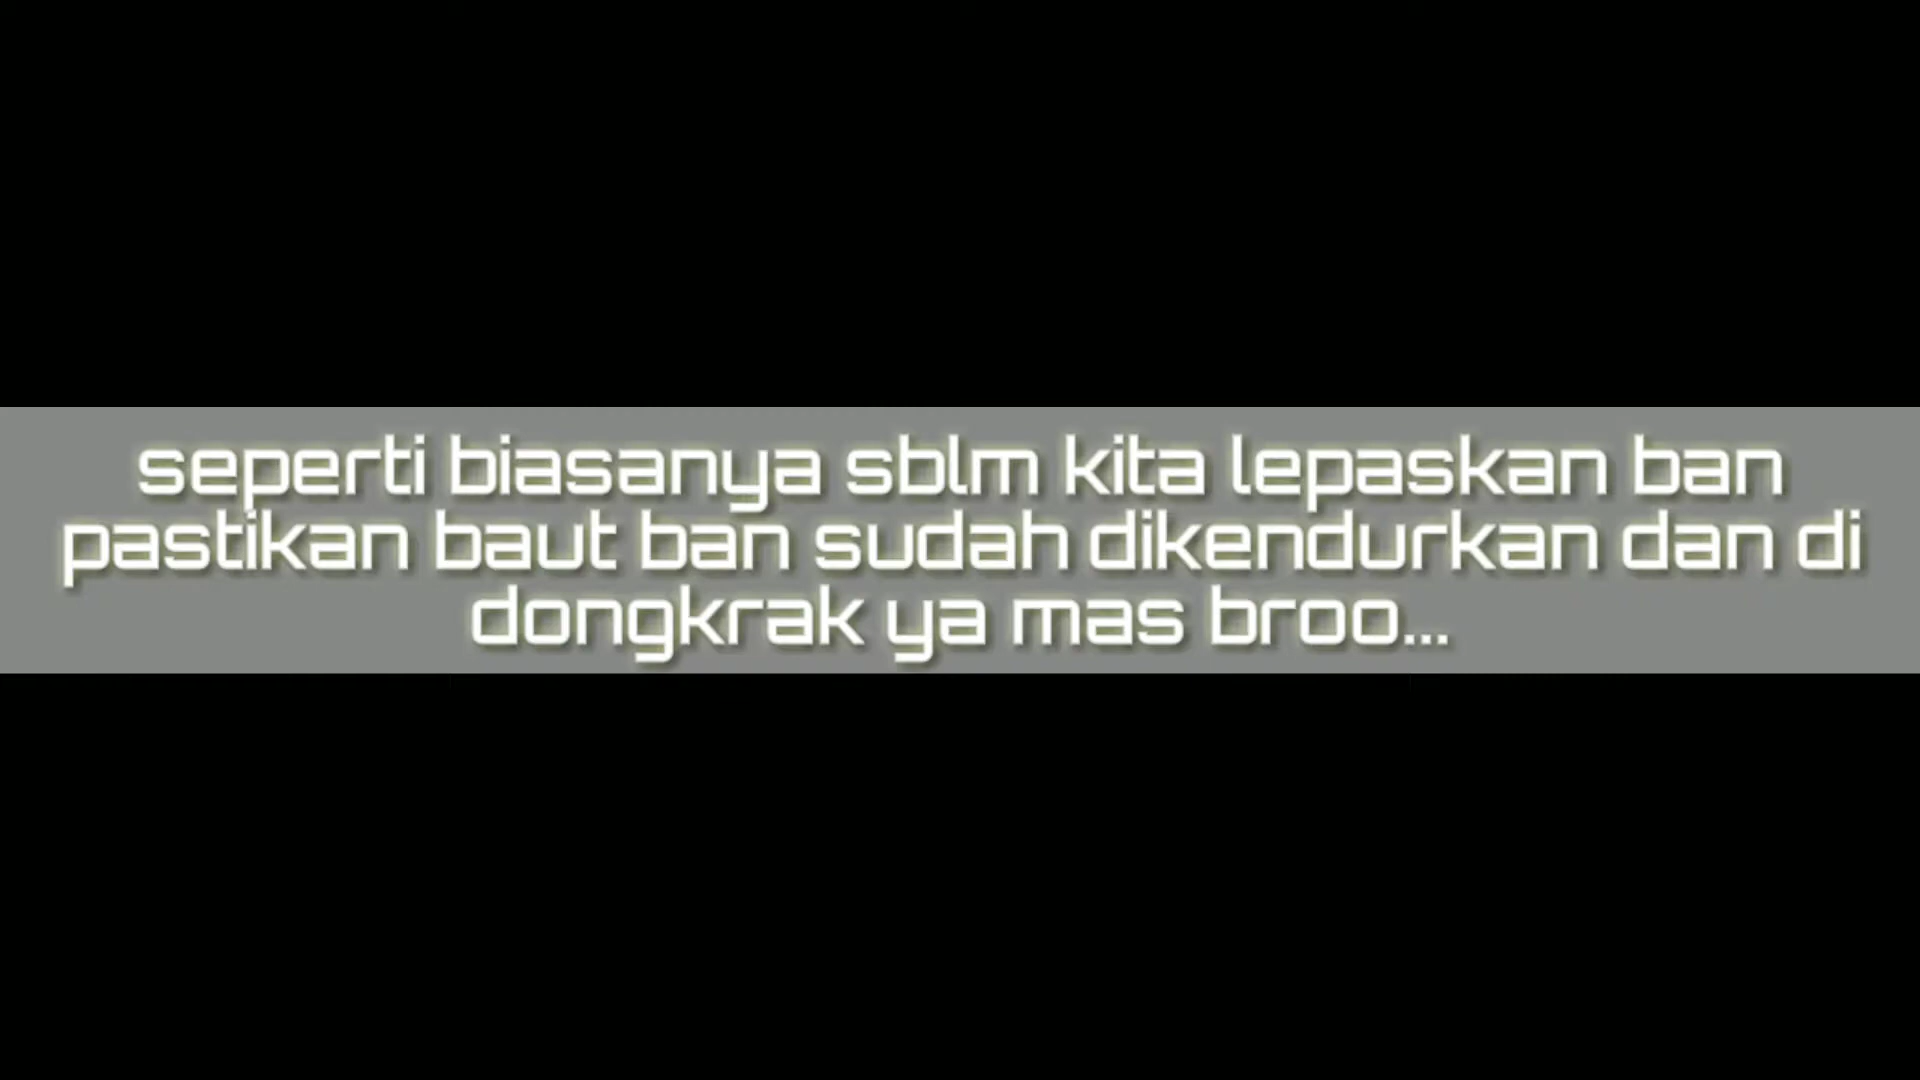 seperti biasanya sblm kita lepaskan ban
pastikan baut ban sudah dikendurkan dan di
dongkrak ya mas broo...